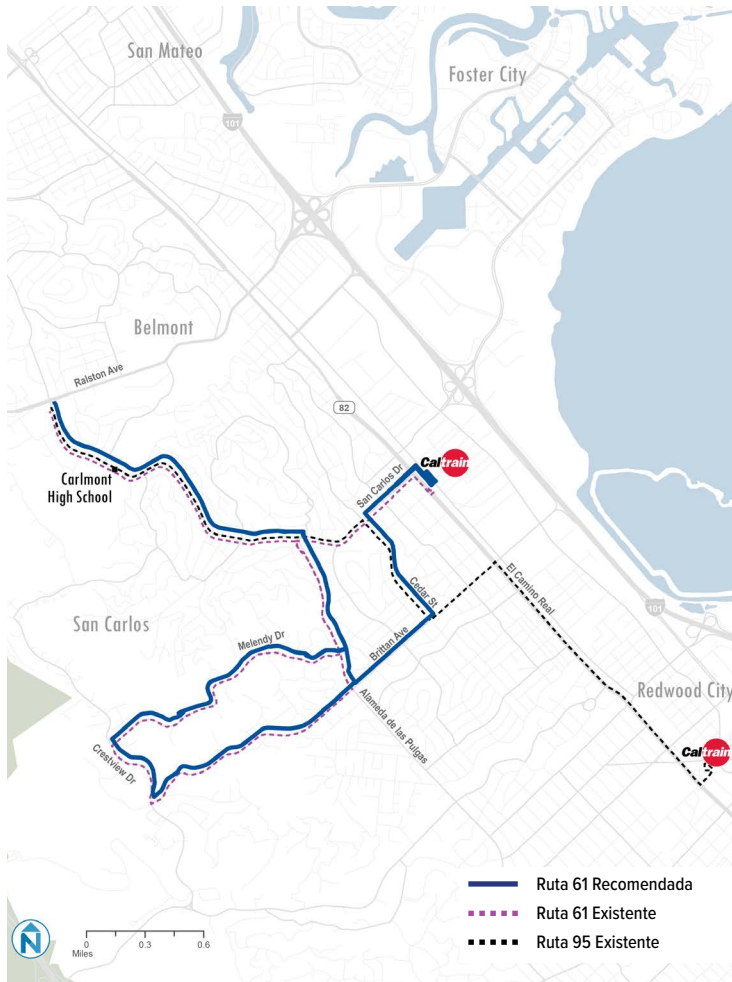 San Mateo
Foster City
101
Belmont
Ralston Ave
82
Carlmont
High School
San Carlos Dr
Caltrain
Cedar St
El Camino Real
101
San Carlos
Melendy Dr
Brittan Ave
Redwood City
Alameda de las Pulgas
Crestview Dr
Caltrain
Ruta 61 Recomendada
Ruta 61 Existente
Ruta 95 Existente
N
0 0.3 0.6
Miles